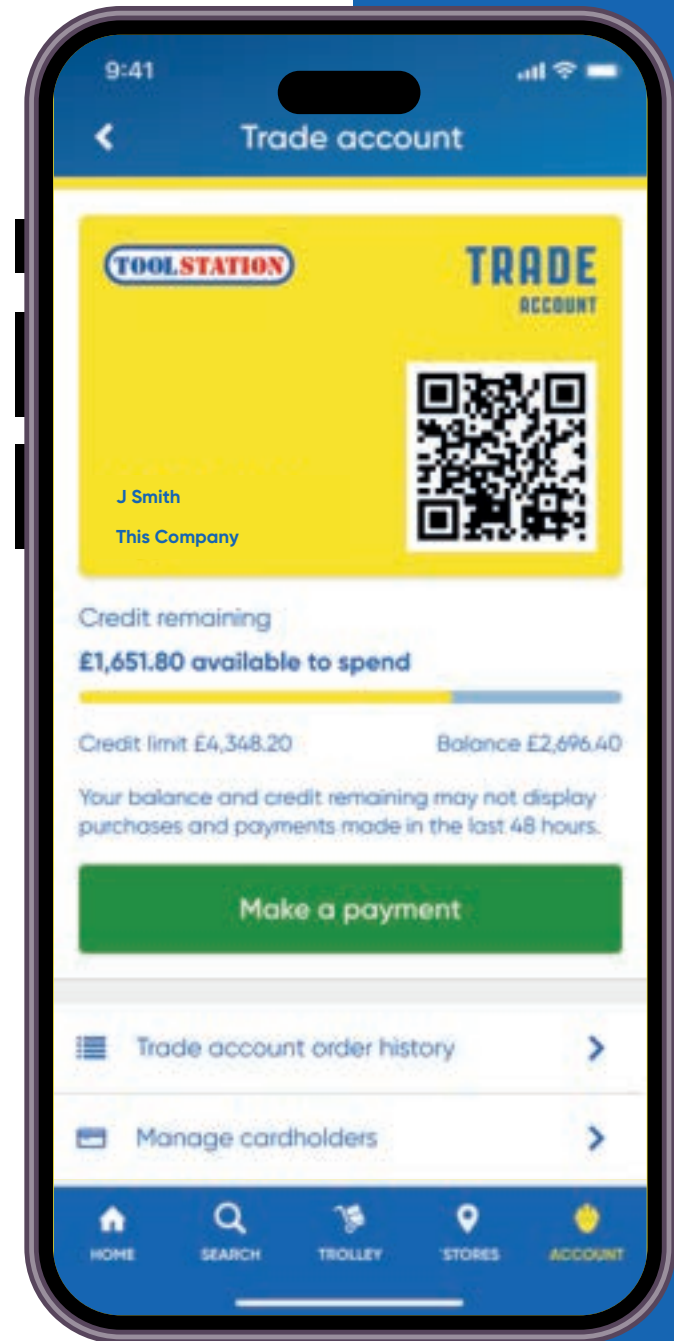 9:41
Trade account
TOOLSTATION
TRADE
ACCOUNT
J Smith
This Company
Credit remaining
£1,651.80 available to spend
Credit limit £4,348.20 Balance £2,696.40
Your balance and credit remaining may not display
purchases and payments made in the last 48 hours.
Make a payment
Trade account order history
Manage cardholders
HOME SEARCH TROLLEY STORES ACCOUNT